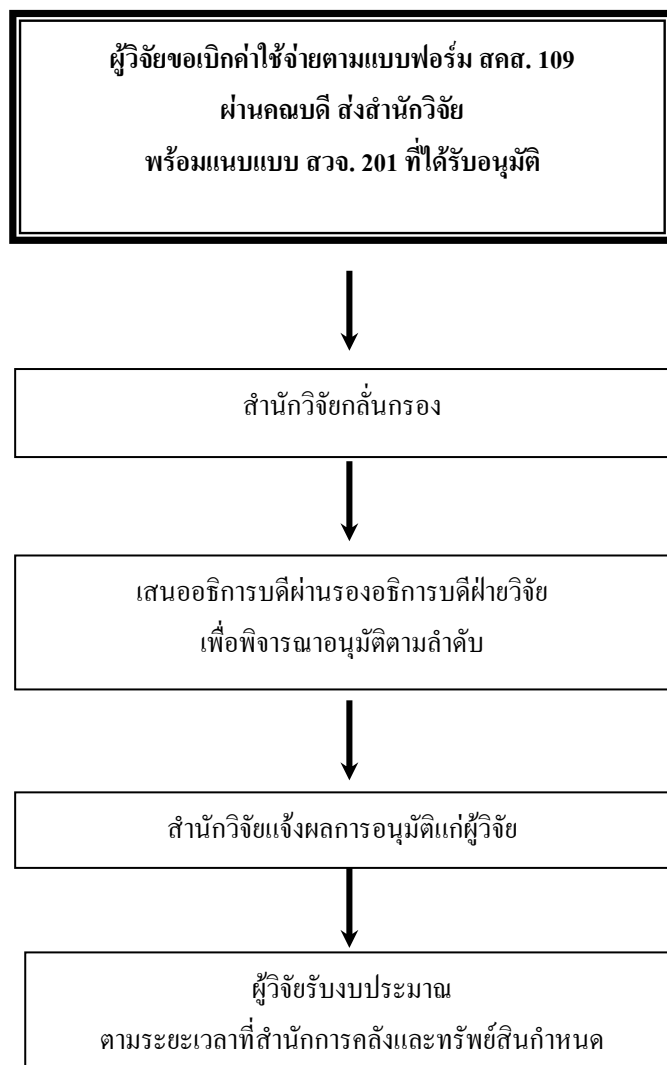 ผู้วิจัยขอเบิกค่าใช้จ่ายตามแบบฟอร์ม สคส. 109
ผ่านคณบดี ส่งสำนักวิจัย
พร้อมแนบแบบ สวจ. 201 ที่ได้รับอนุมัติ
สำนักวิจัยกลั่นกรอง
เสนออธิการบดีผ่านรองอธิการบดีฝ่ายวิจัย
เพื่อพิจารณาอนุมัติตามลำดับ
สำนักวิจัยแจ้งผลการอนุมัติแก่ผู้วิจัย
ผู้วิจัยรับงบประมาณ
ตามระยะเวลาที่สำนักการคลังและทรัพย์สินกำหนด